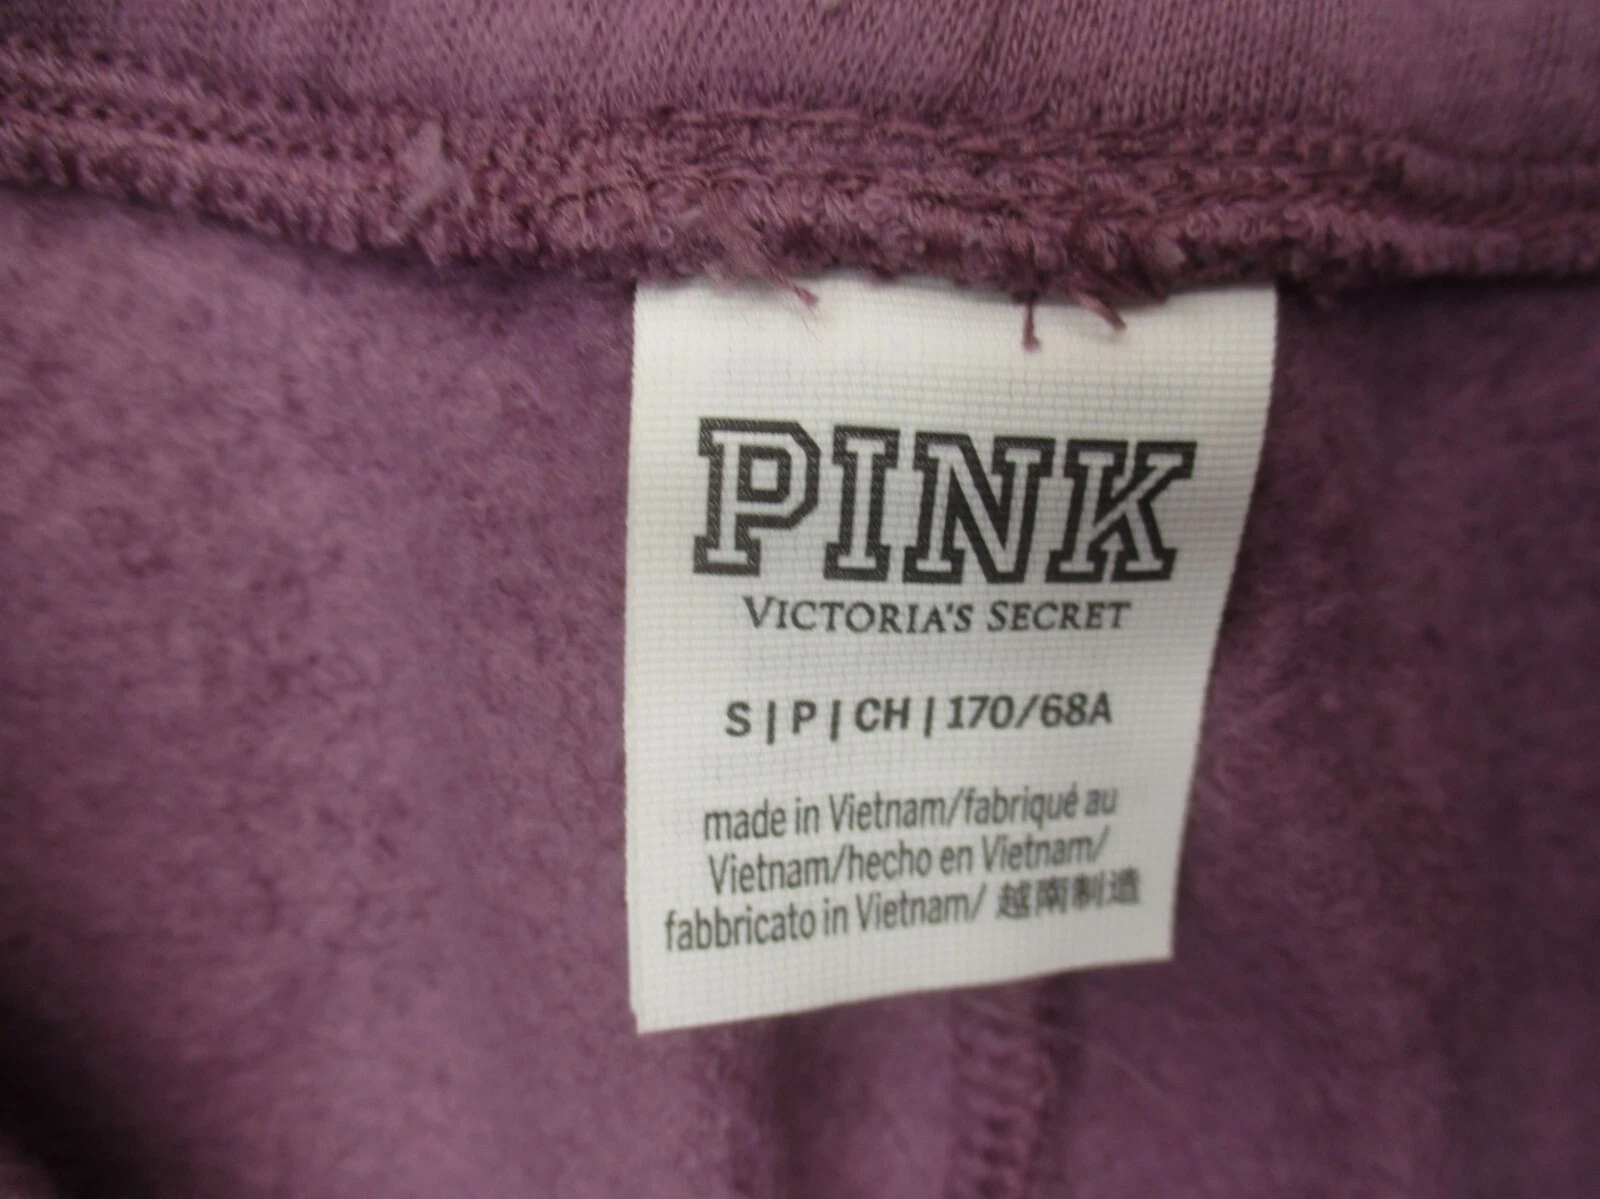 PINK
VICTORIA'S SECRET
S | P | CH | 170/68A
made in Vietnam/fabriqué au
Vietnam/hecho en Vietnam/
fabbricato in Vietnam/ 越南制造